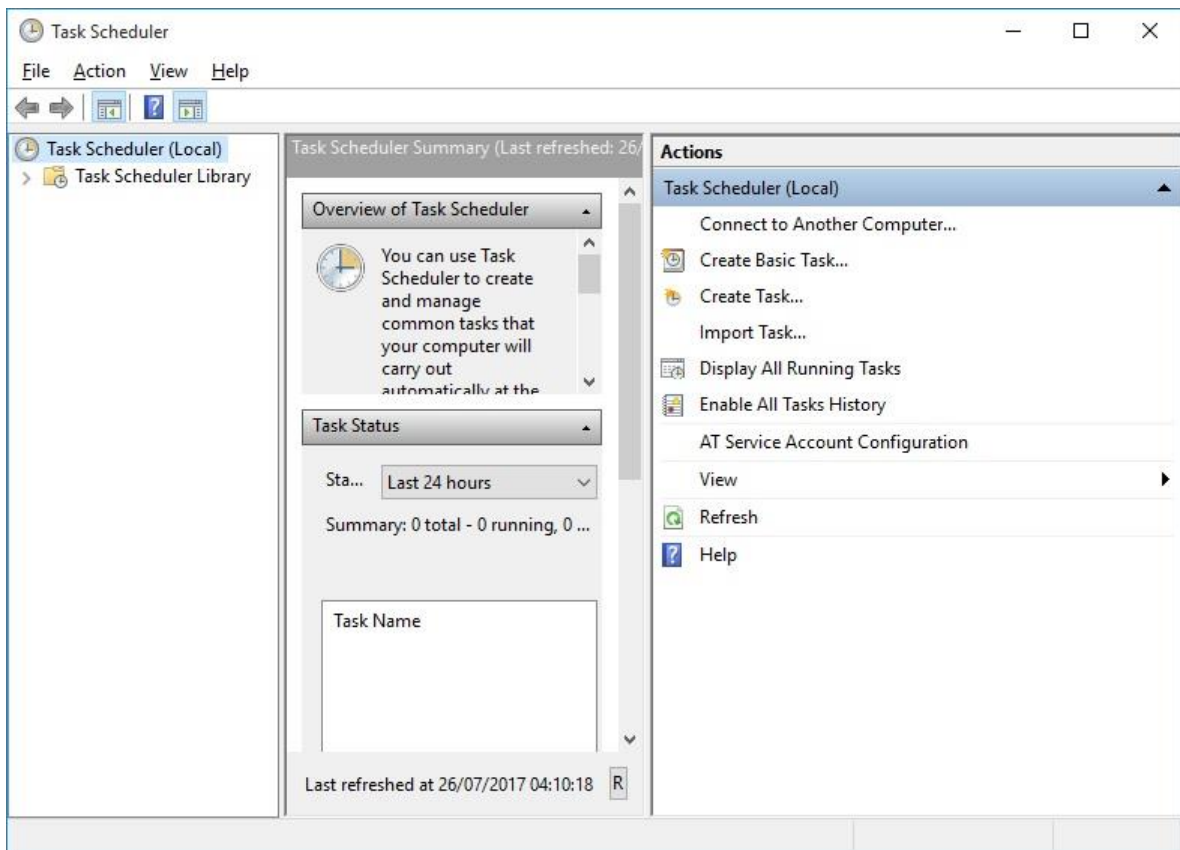 Task Scheduler
File Action View Help
Task Scheduler (Local)
Task Scheduler Library
Task Scheduler Summary (Last refreshed: 26/
Overview of Task Scheduler
You can use Task
Scheduler to create
and manage
common tasks that
your computer will
carry out
automatically at the
Task Status
Sta... Last 24 hours
Summary: 0 total - 0 running, 0 ...
Task Name
Last refreshed at 26/07/2017 04:10:18 R
Actions
Task Scheduler (Local)
Connect to Another Computer...
Create Basic Task...
Create Task...
Import Task...
Display All Running Tasks
Enable All Tasks History
AT Service Account Configuration
View
Refresh
Help